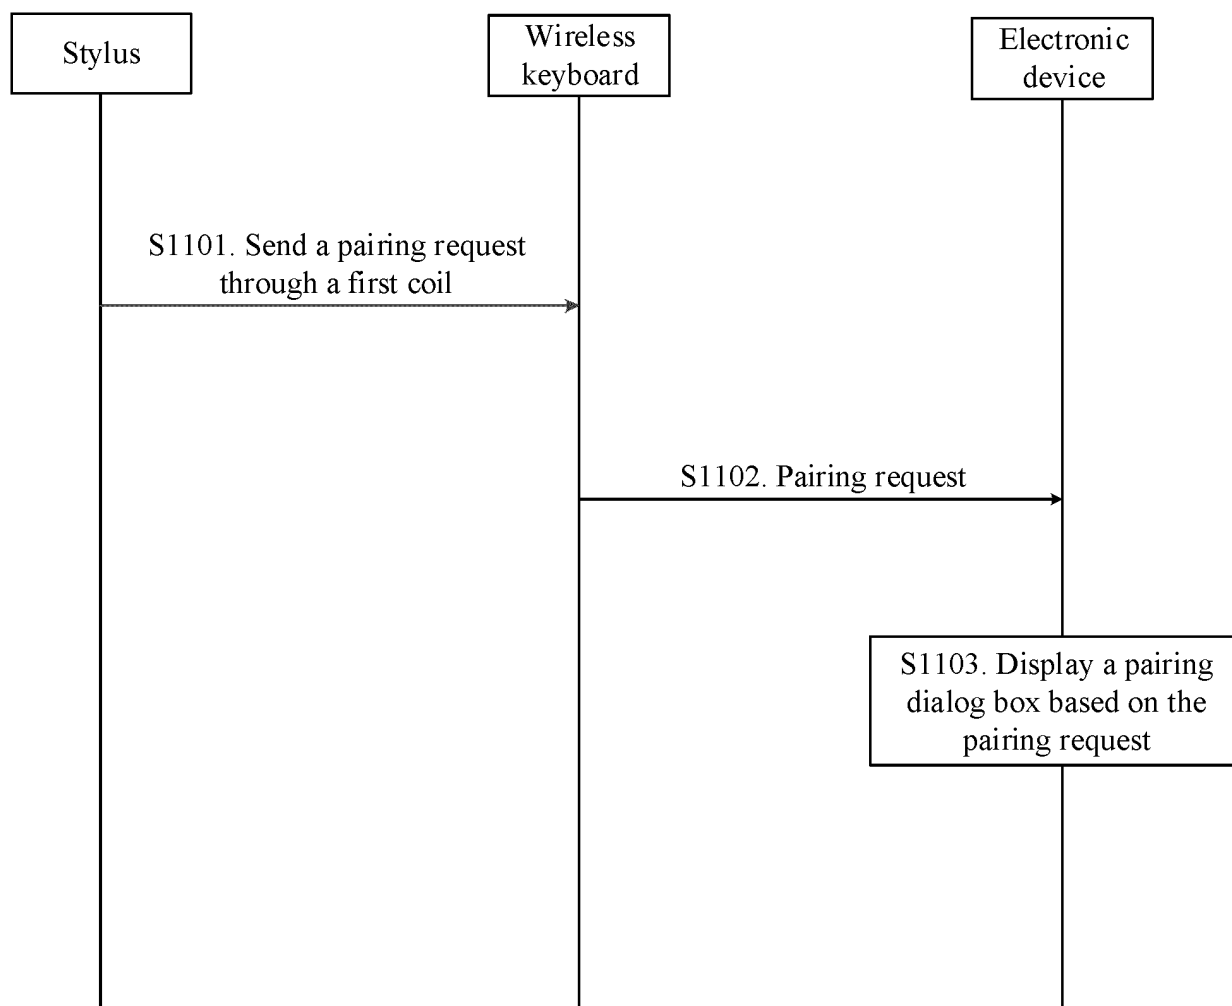 Stylus
Wireless
keyboard
Electronic
device
S1101. Send a pairing request
through a first coil
S1102. Pairing request
S1103. Display a pairing
dialog box based on the
pairing request